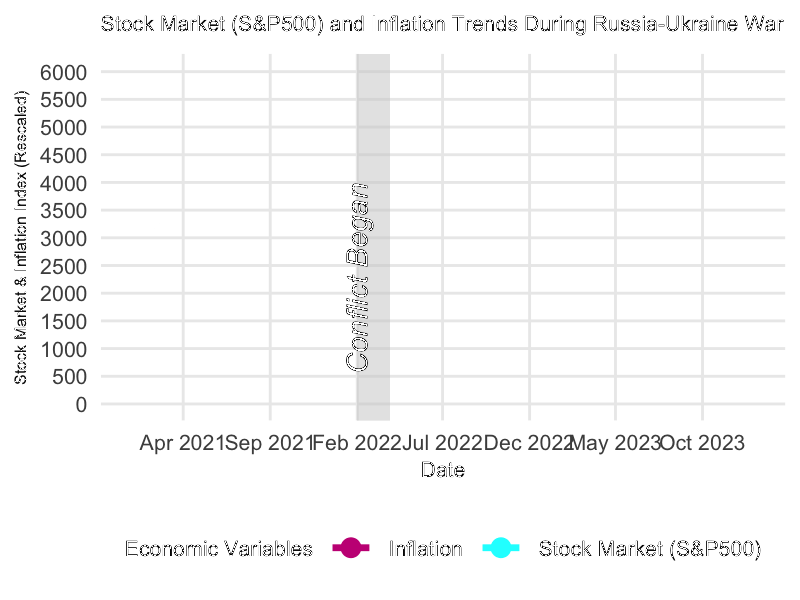 Stock Market (S&P500) and Inflation Trends During Russia-Ukraine War
Stock Market & Inflation Index (Rescaled)
6000
5500
5000
4500
4000
3500
3000
2500
2000
1500
1000
500
0
Conflict Began
Apr 2021 Sep 2021 Feb 2022 Jul 2022 Dec 2022 May 2023 Oct 2023
Date
Economic Variables Inflation Stock Market (S&P500)